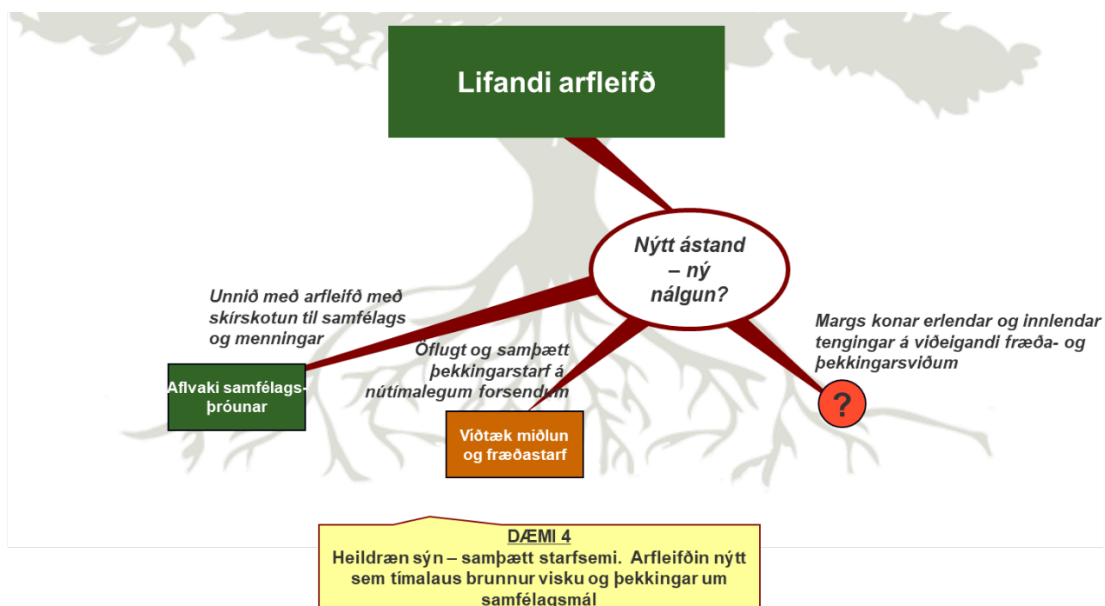 Lifandi arfleifð
Nýtt ástand
– ný
nálgun?
Unnið með arfleifð með
skírskotun til samfélags
og menningar
Aflvaki samfélags-
þróunar
Öflugt og samþætt
þekkingarstarf á
nútímalegum forsendum
Víðtæk miðlun
og fræðastarf
Margs konar erlendar og innlendar
tengingar á viðeigandi fræða- og
þekkingarsviðum
?
DÆMI 4
Heildræn sýn – samþætt starfsemi. Arfleifðin nýtt
sem tímalaus brunnur visku og þekkingar um
samfélagsmál